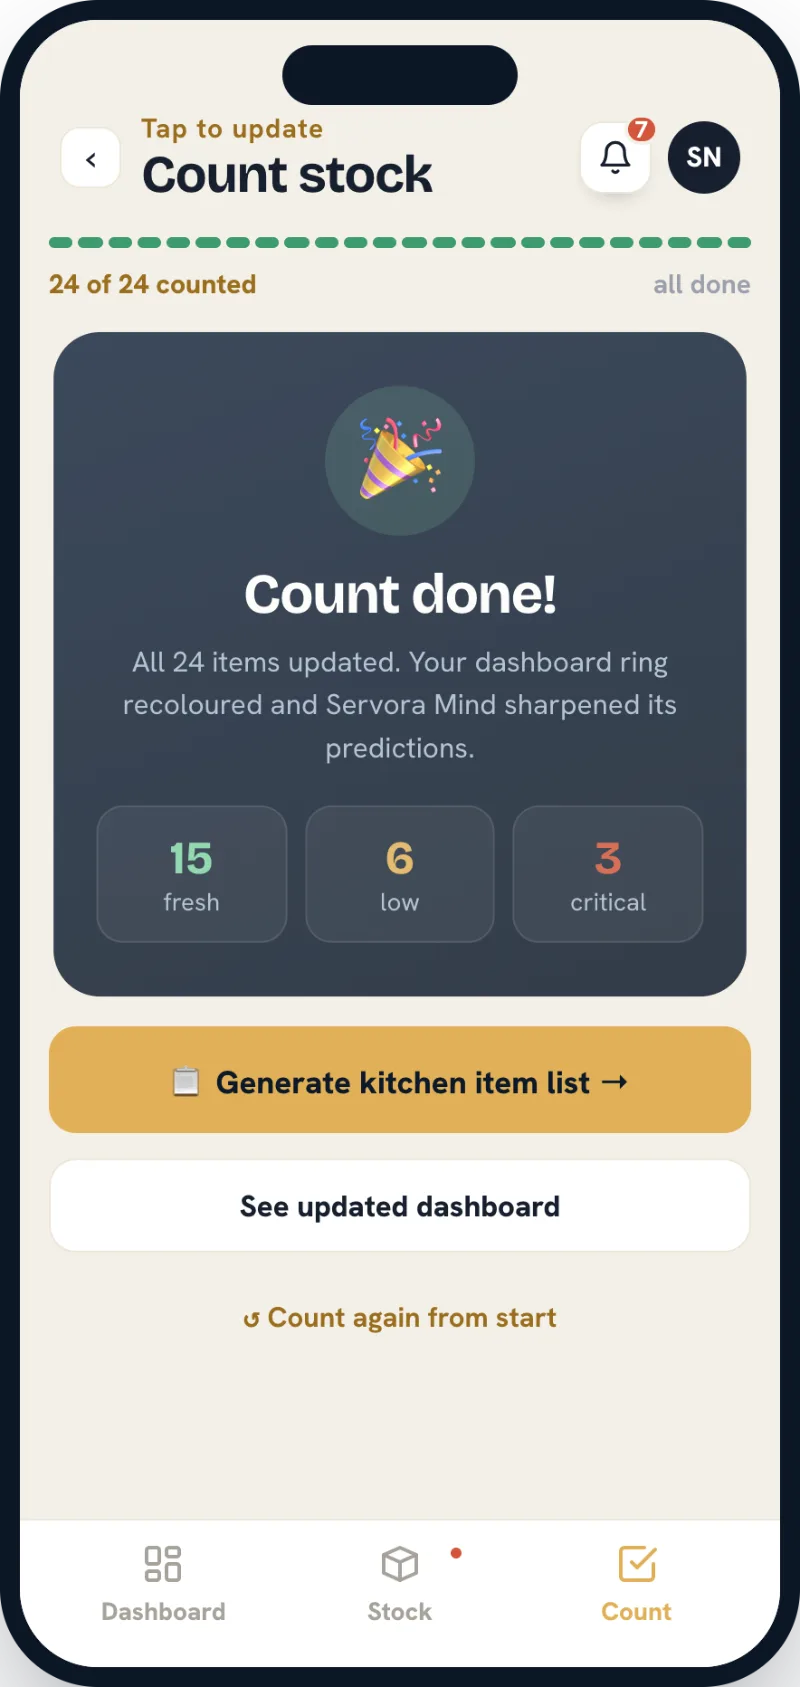 Tap to update
Count stock
7
SN
24 of 24 counted
all done
Count done!
All 24 items updated. Your dashboard ring
recoloured and Servora Mind sharpened its
predictions.
15
fresh
6
low
3
critical
Generate kitchen item list →
See updated dashboard
↺ Count again from start
Dashboard
Stock
Count